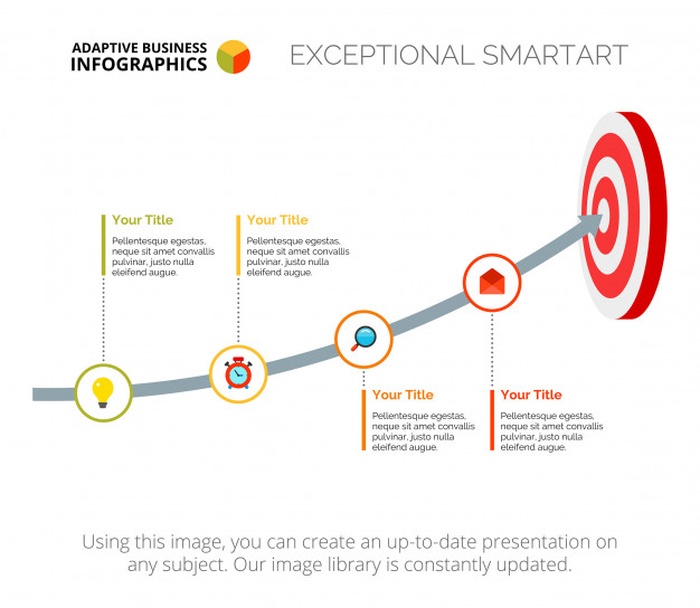 ADAPTIVE BUSINESS
INFOGRAPHICS
EXCEPTIONAL SMARTART
Your Title
Pellentesque egestas,
neque sit amet convallis
pulvinar, justo nulla
eleifend augue.
Your Title
Pellentesque egestas,
neque sit amet convallis
pulvinar, justo nulla
eleifend augue.
Your Title
Pellentesque egestas,
neque sit amet convallis
pulvinar, justo nulla
eleifend augue.
Your Title
Pellentesque egestas,
neque sit amet convallis
pulvinar, justo nulla
eleifend augue.
Using this image, you can create an up-to-date presentation on
any subject. Our image library is constantly updated.